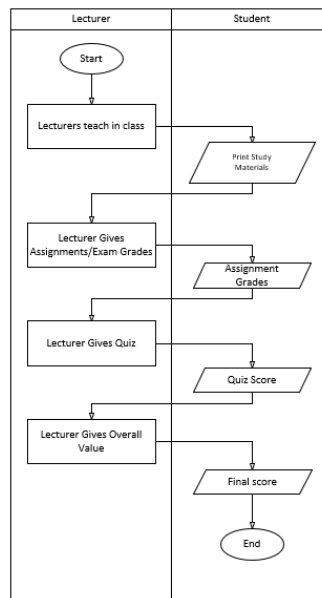 Lecturer
Student
Start
Lecturers teach in class
Print Study
Materials
Lecturer Gives
Assignments/Exam Grades
Assignment
Grades
Lecturer Gives Quiz
Quiz Score
Lecturer Gives Overall
Value
Final score
End